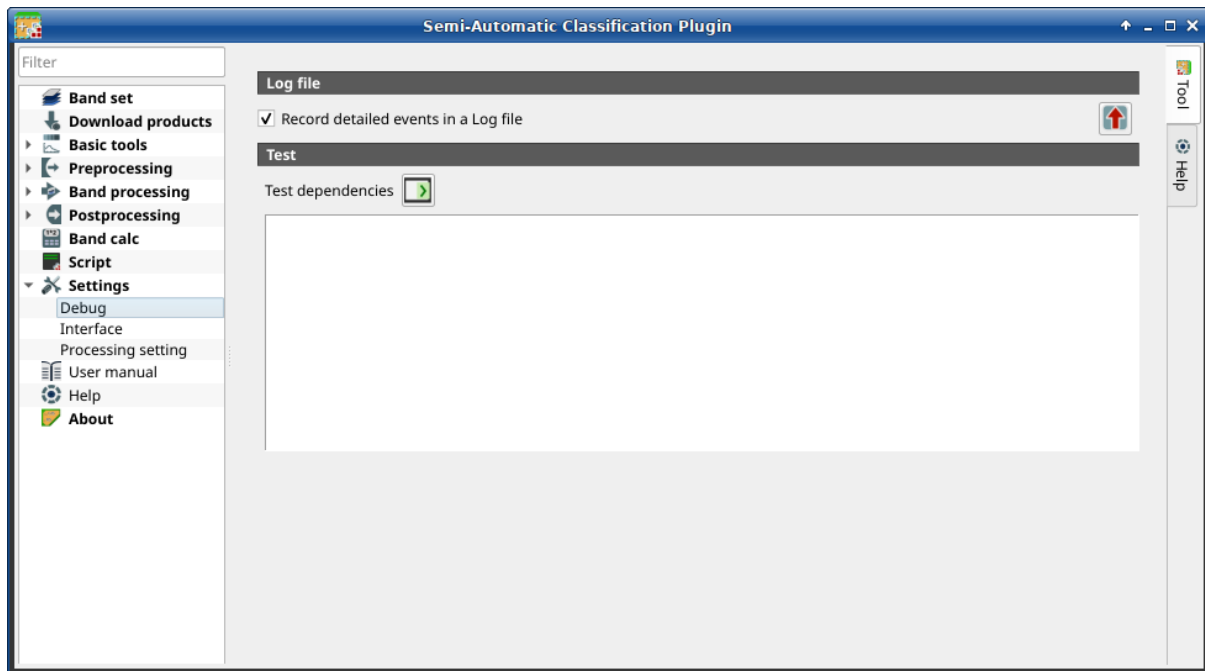 Semi-Automatic Classification Plugin
Filter
Band set
Download products
Basic tools
Preprocessing
Band processing
Postprocessing
Band calc
Script
Settings
Debug
Interface
Processing setting
User manual
Help
About
Log file
Record detailed events in a Log file
Test
Test dependencies
Tool
Help